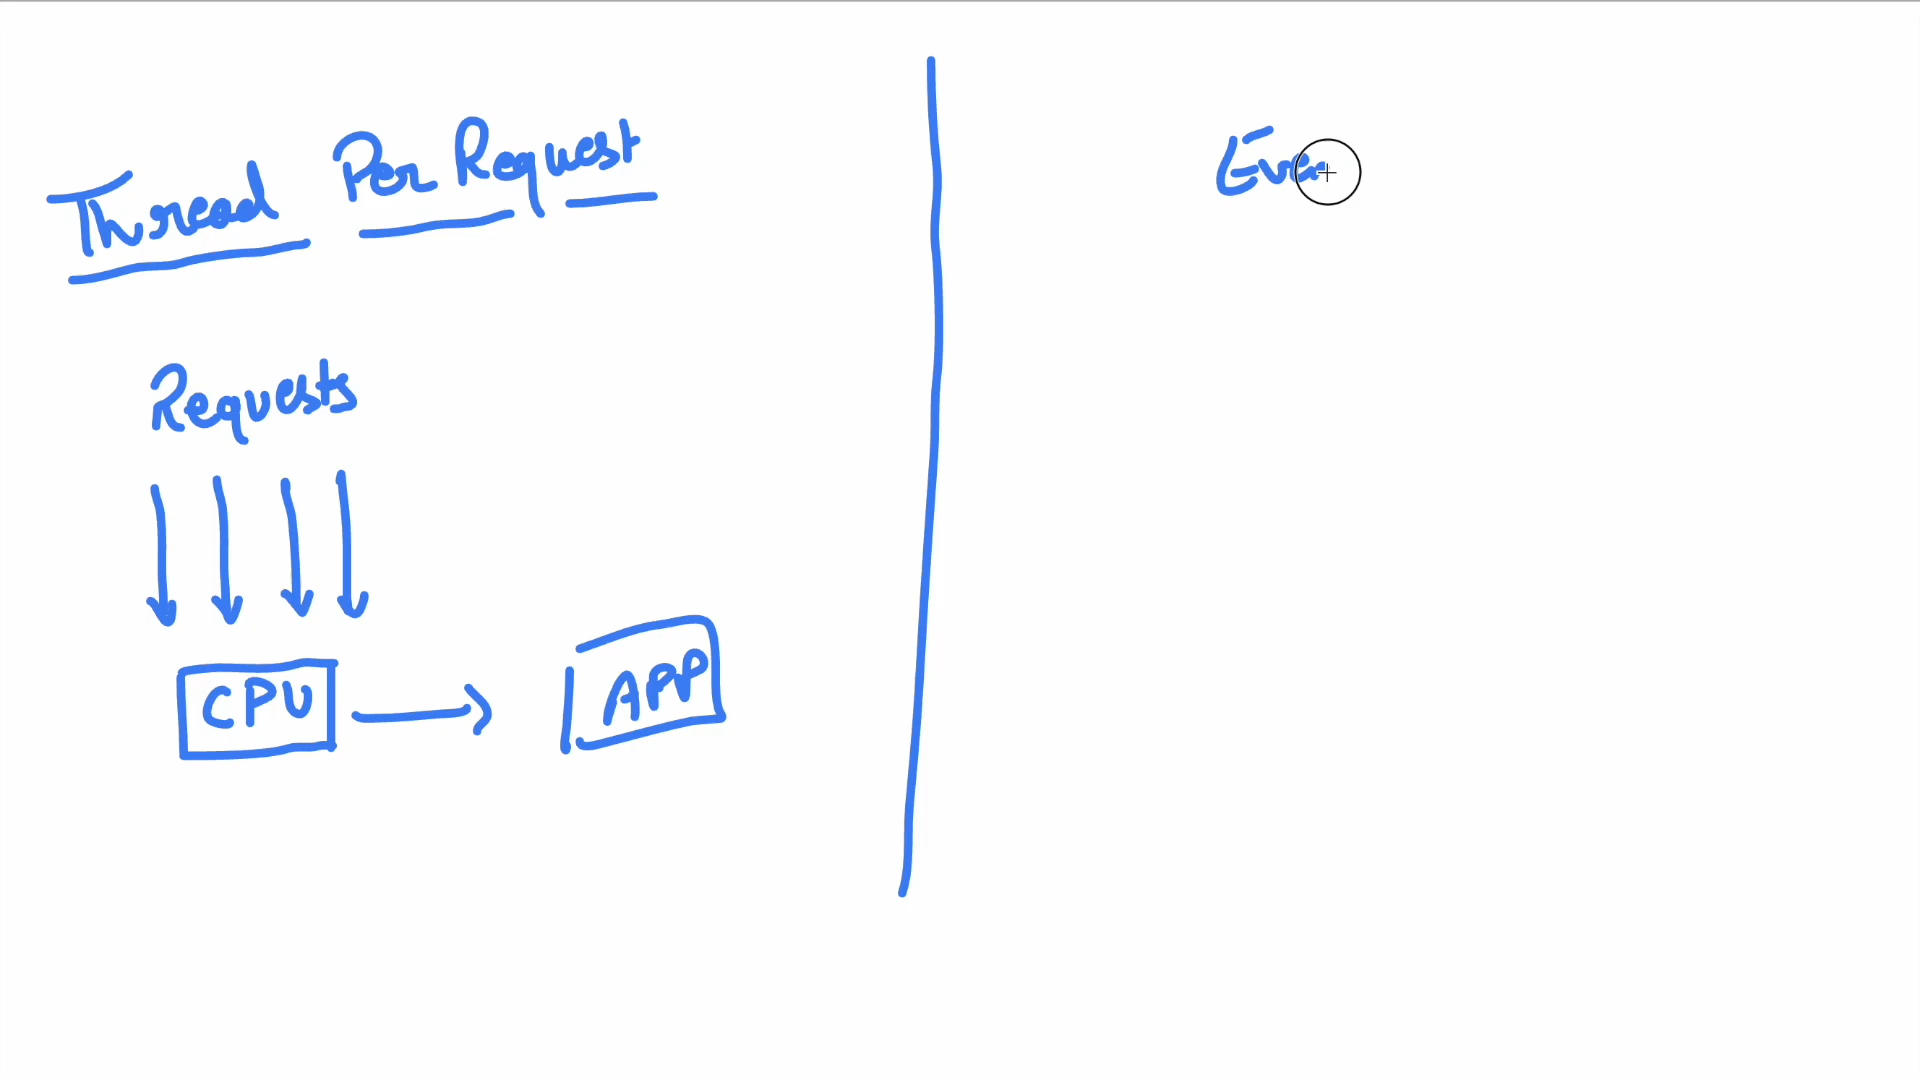 Thread Per Request
Requests
CPU
APP